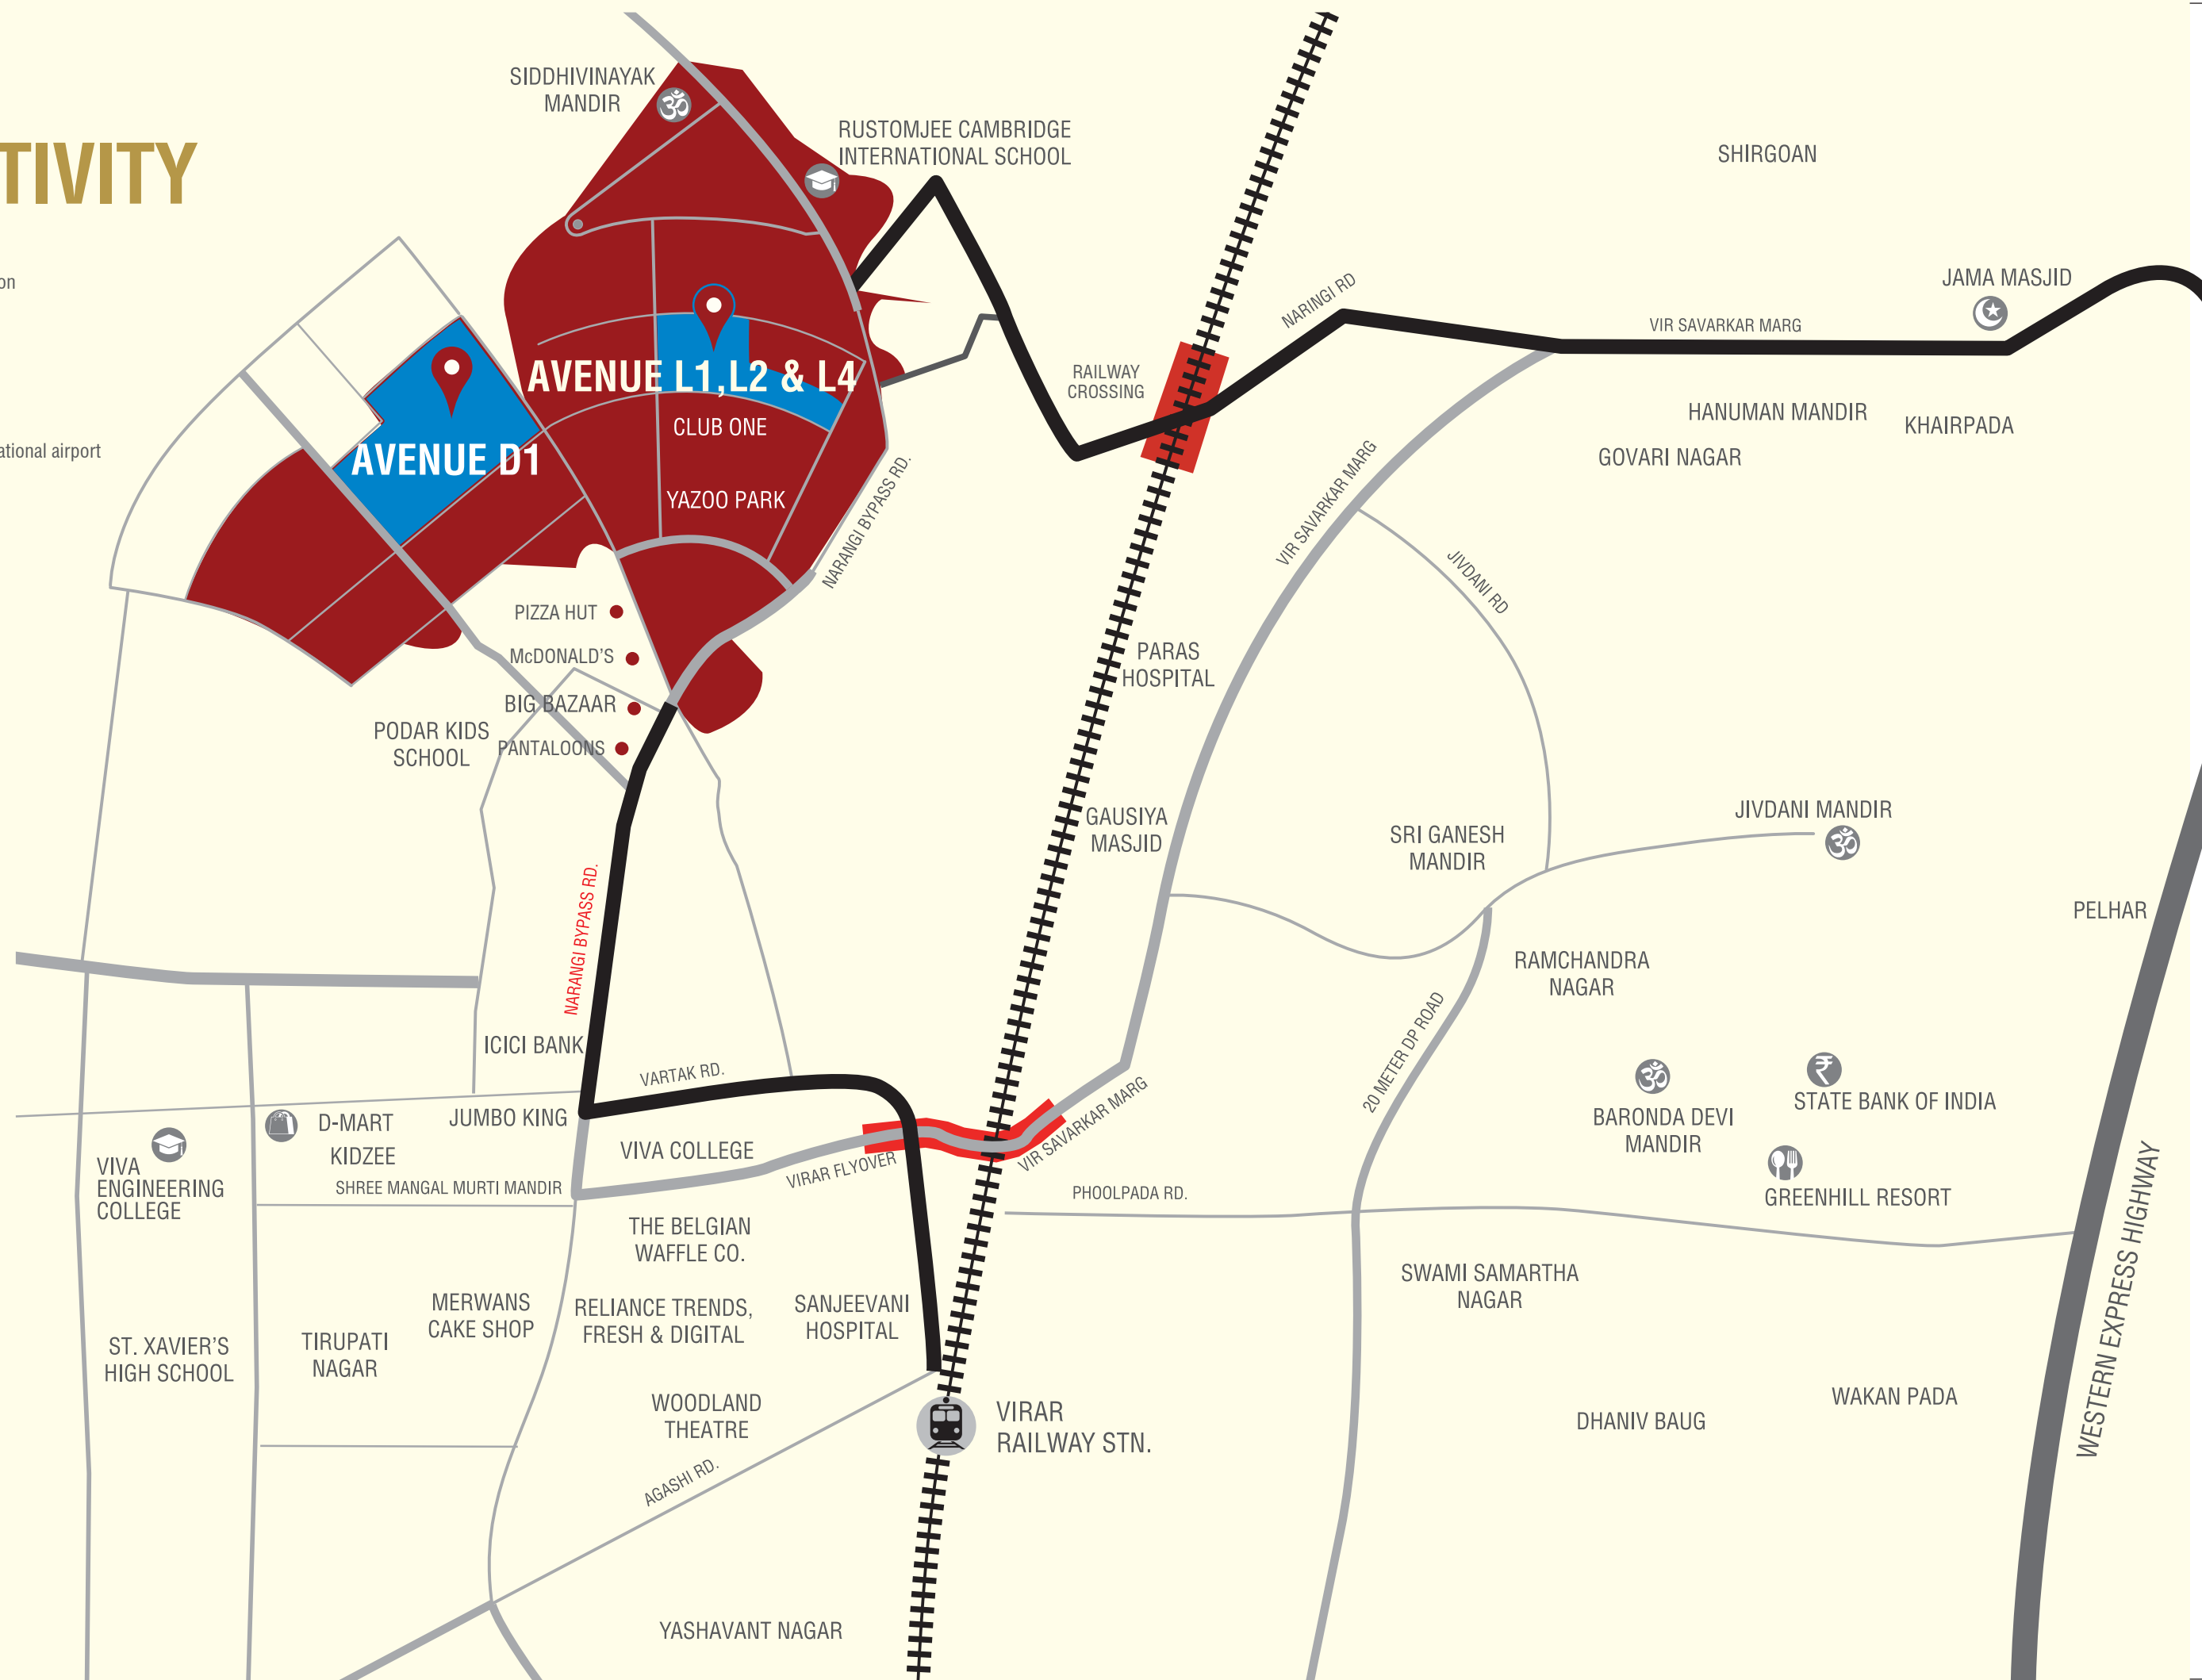 TIVITY
on
ational airport
SIDDHIVINAYAK
MANDIR
ॐ
RUSTOMJEE CAMBRIDGE
INTERNATIONAL SCHOOL
SHIRGOAN
JAMA MASJID
NARINGI RD
VIR SAVARKAR MARG
RAILWAY
CROSSING
AVENUE L1,L2 & L4
CLUB ONE
AVENUE D1
YAZOO PARK
NARANGI BYPASS RD.
HANUMAN MANDIR
KHAIRPADA
GOVARI NAGAR
VIR SAVARKAR MARG
JIVDANI RD
PIZZA HUT
McDONALD'S
BIG BAZAAR
PANTALOONS
PODAR KIDS
SCHOOL
PARAS
HOSPITAL
GAUSIYA
MASJID
SRI GANESH
MANDIR
JIVDANI MANDIR
ॐ
PELHAR
NARANGI BYPASS RD.
RAMCHANDRA
NAGAR
20 METER DP ROAD
ICICI BANK
VARTAK RD.
JUMBO KING
D-MART
KIDZEE
VIVA
ENGINEERING
COLLEGE
SHREE MANGAL MURTI MANDIR
VIVA COLLEGE
VIRAR FLYOVER
VIR SAVARKAR MARG
PHOOLPADA RD.
ॐ
BARONDA DEVI
MANDIR
₹
STATE BANK OF INDIA
GREENHILL RESORT
WESTERN EXPRESS HIGHWAY
THE BELGIAN
WAFFLE CO.
MERWANS
CAKE SHOP
RELIANCE TRENDS,
FRESH & DIGITAL
SANJEEVANI
HOSPITAL
SWAMI SAMARTHA
NAGAR
ST. XAVIER'S
HIGH SCHOOL
TIRUPATI
NAGAR
WOODLAND
THEATRE
AGASHI RD.
VIRAR
RAILWAY STN.
DHANIV BAUG
WAKAN PADA
YASHAVANT NAGAR